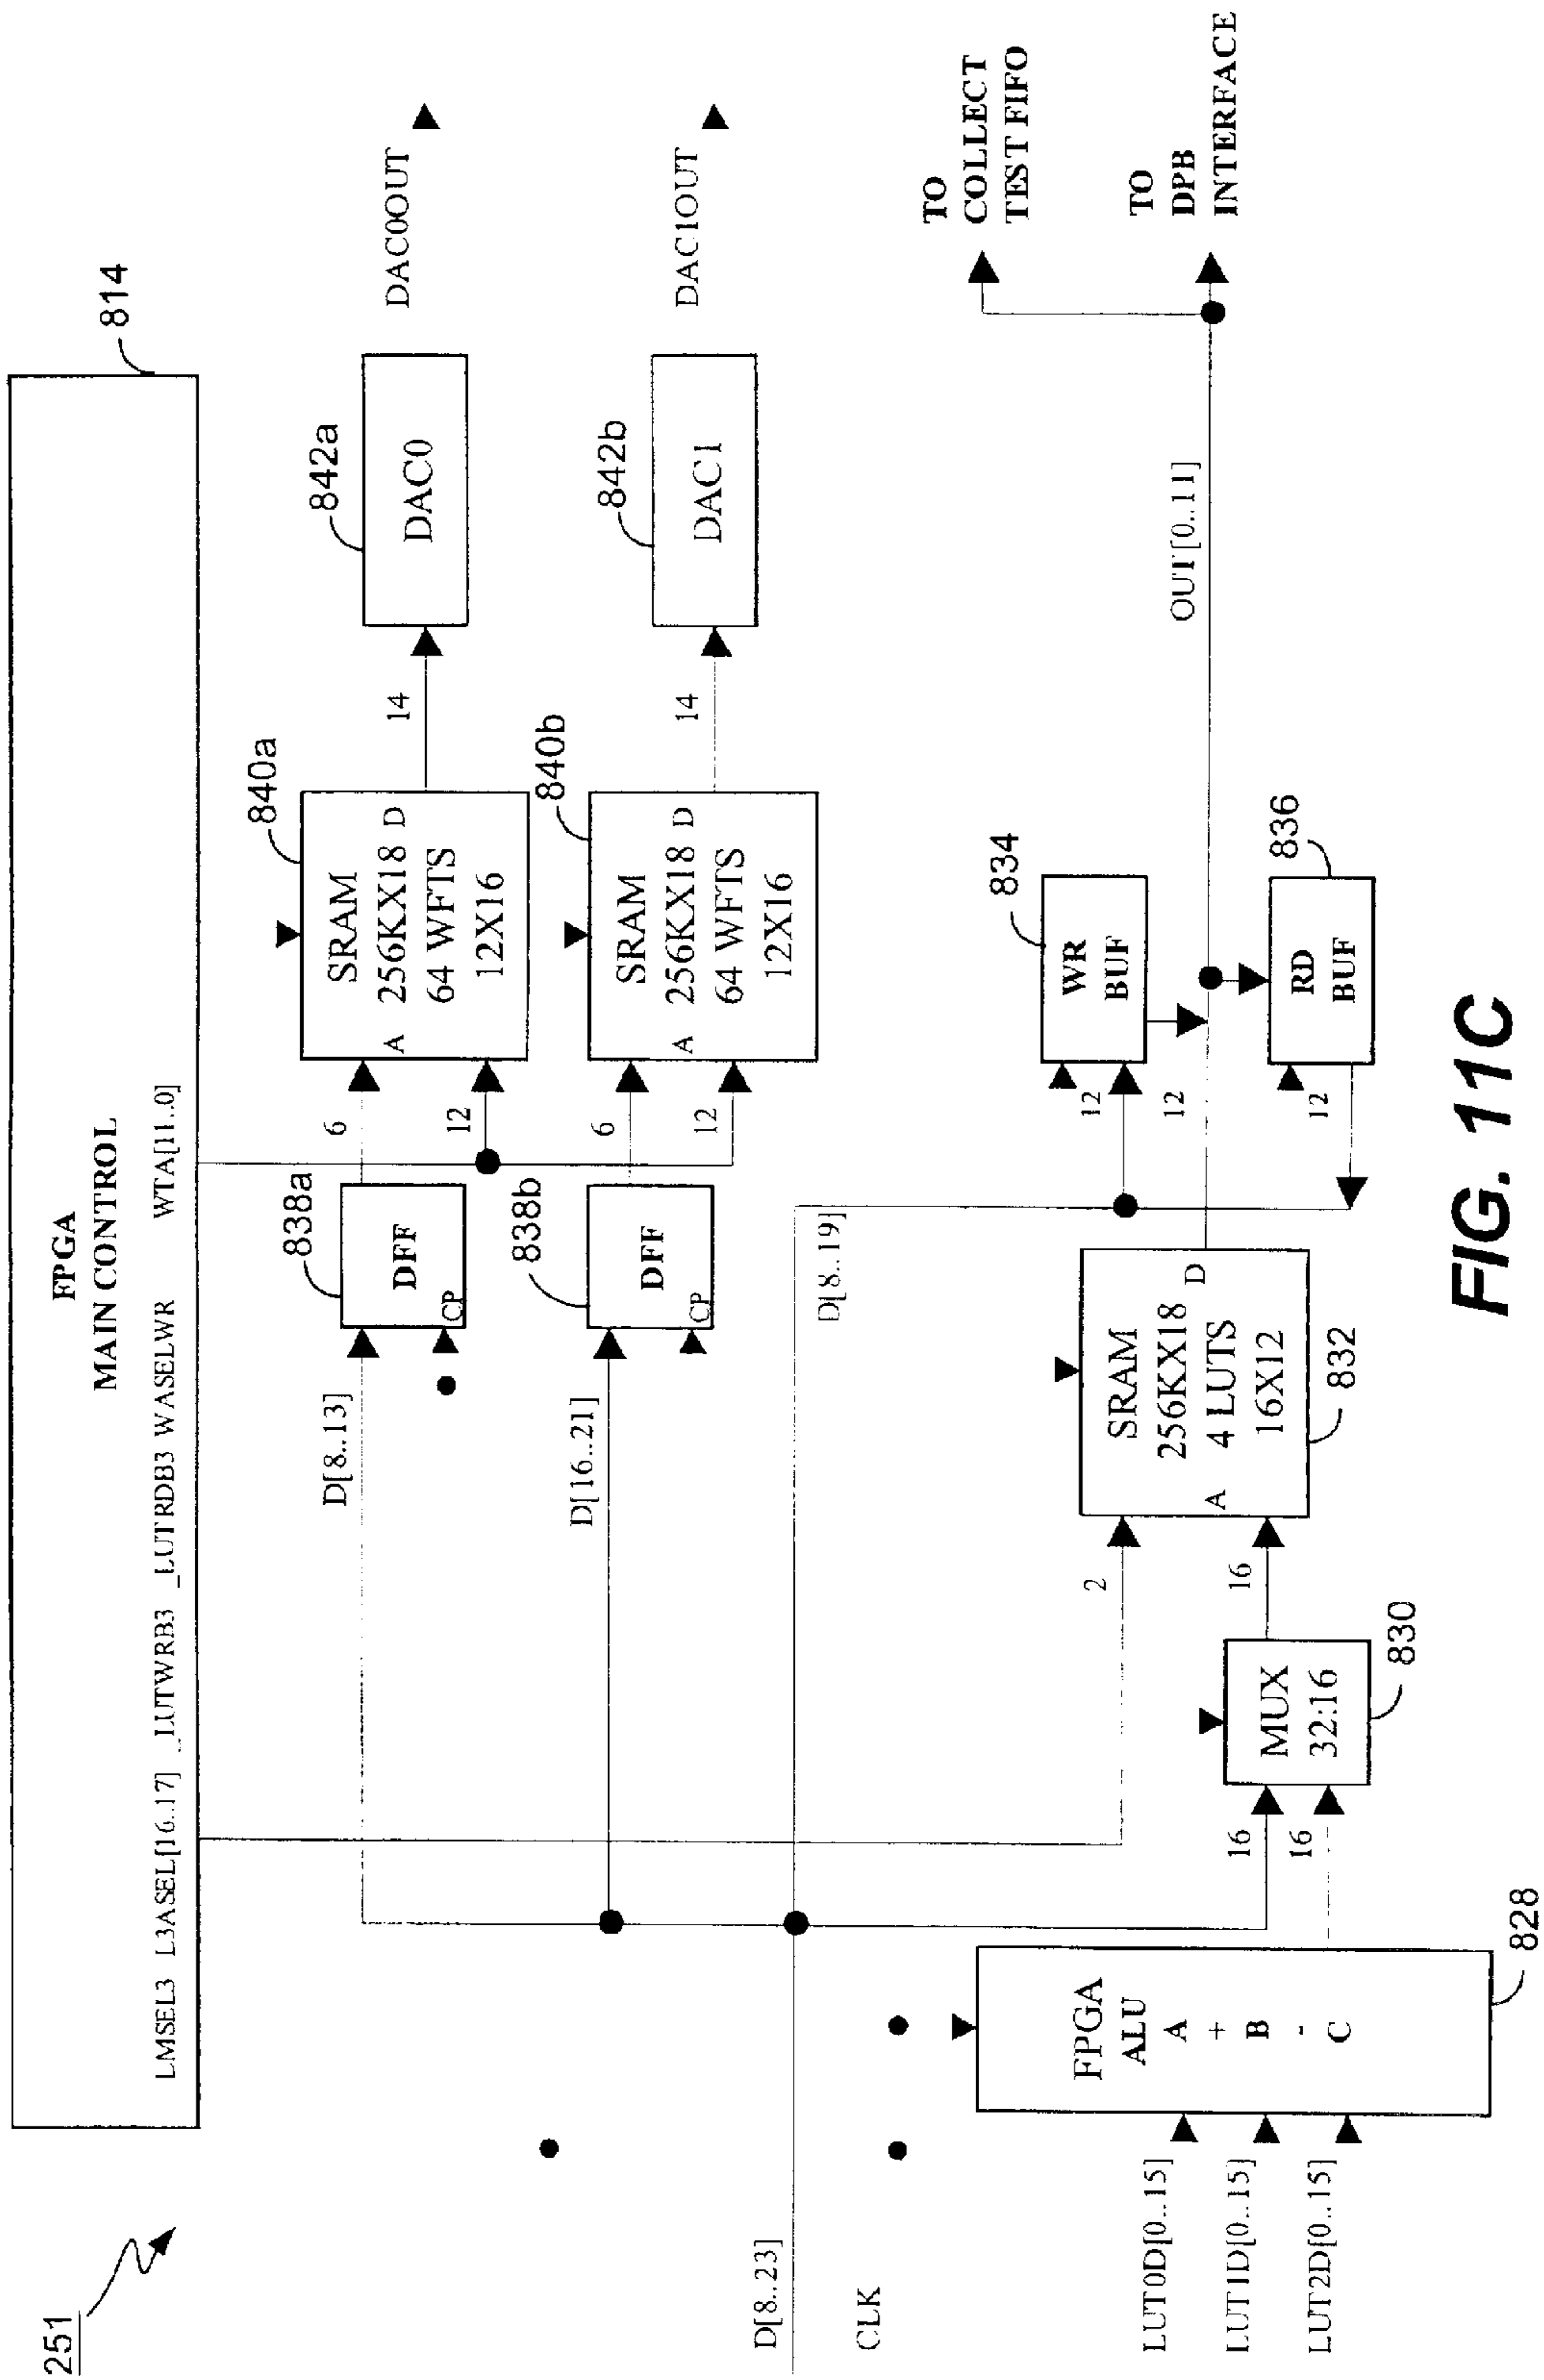 251
FPGA
MAIN CONTROL
LMSEL3 L3ASEL[16..17] _LUTWRB3 _LUTRDB3 WASELWR WTA[11..0]
814
D[8..13]
838a
DFF
CP
6
12
840a
SRAM
A 256KX18 D
64 WFTS
12X16
14
842a
DAC0
DAC0OUT
D[16..21]
838b
DFF
CP
6
12
840b
SRAM
A 256KX18 D
64 WFTS
12X16
14
842b
DAC1
DAC1OUT
D[8..23]
CLK
D[8..19]
834
WR
BUF
12
12
836
RD
BUF
12
OUT[0..11]
TO
COLLECT
TEST FIFO
TO
DPB
INTERFACE
LUT0D[0..15]
LUT1D[0..15]
LUT2D[0..15]
FPGA
ALU
A
+
B
-
C
828
16
16
MUX
32:16
830
2
16
SRAM
256KX18
4 LUTS
16X12
A
D
832
FIG. 11C